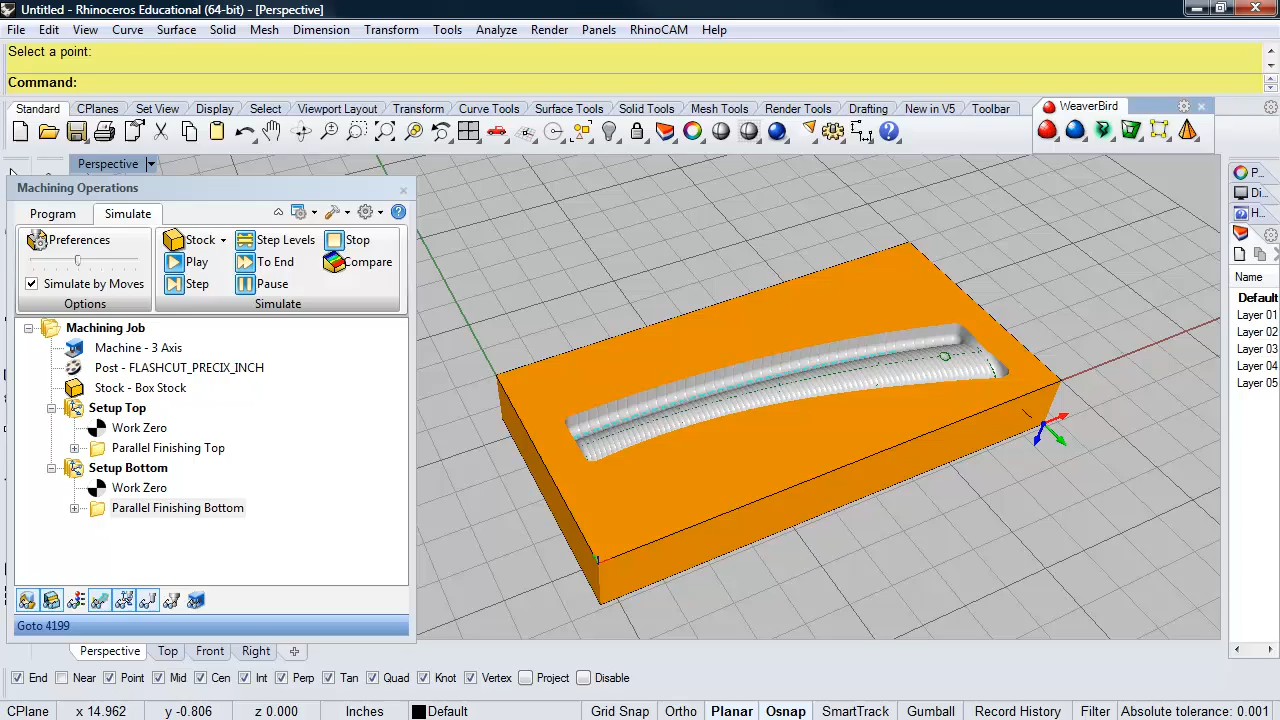 Untitled - Rhinoceros Educational (64-bit) - [Perspective]
File Edit View Curve Surface Solid Mesh Dimension Transform Tools Analyze Render Panels RhinoCAM Help
Select a point:
Command:
Standard CPlanes Set View Display Select Viewport Layout Transform Curve Tools Surface Tools Solid Tools Mesh Tools Render Tools Drafting New in V5 Toolbar
WeaverBird
Perspective
Machining Operations
Program Simulate
Preferences
Simulate by Moves
Options
Stock Step Levels Stop
Play To End Compare
Step Pause
Simulate
Machining Job
Machine - 3 Axis
Post - FLASHCUT_PRECIX_INCH
Stock - Box Stock
Setup Top
Work Zero
Parallel Finishing Top
Setup Bottom
Work Zero
Parallel Finishing Bottom
Goto 4199
P...
Di...
H...
Name
Default
Layer 01
Layer 02
Layer 03
Layer 04
Layer 05
Perspective Top Front Right
End Near Point Mid Cen Int Perp Tan Quad Knot Vertex Project Disable
CPlane x 14.962 y -0.806 z 0.000 Inches Default Grid Snap Ortho Planar Osnap SmartTrack Gumball Record History Filter Absolute tolerance: 0.001